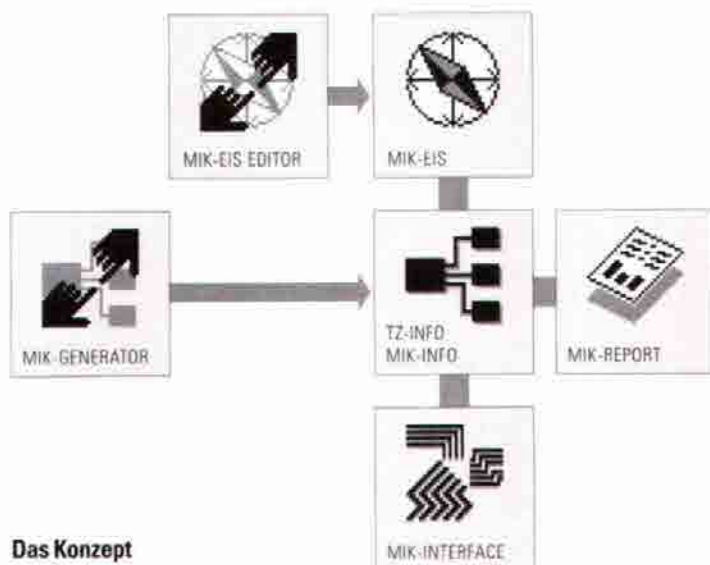 MIK-EIS EDITOR
MIK-EIS
MIK-GENERATOR
TZ-INFO
MIK-INFO
MIK-REPORT
Das Konzept
MIK-INTERFACE